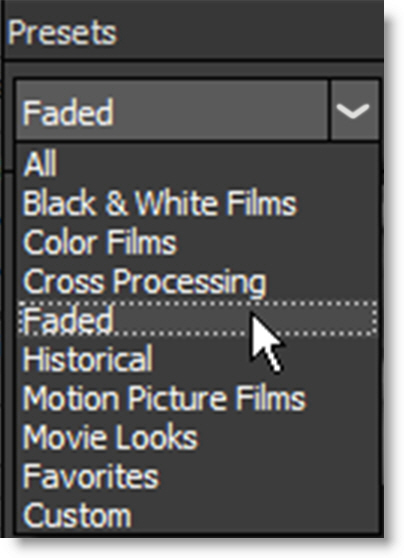 Presets
Faded
All
Black & White Films
Color Films
Cross Processing
Faded
Historical
Motion Picture Films
Movie Looks
Favorites
Custom